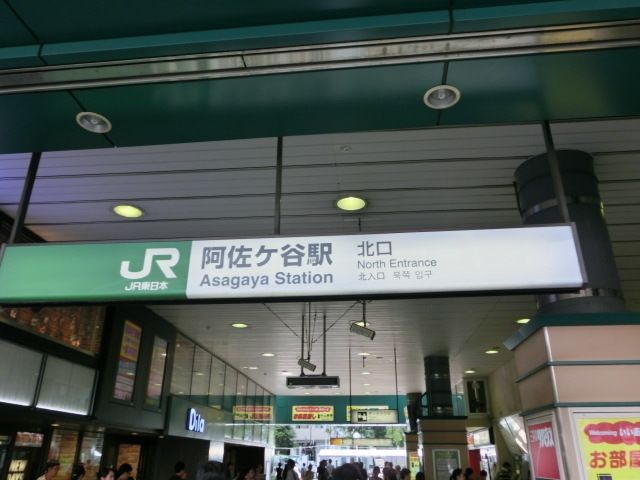 JR
JR東日本
阿佐ケ谷駅
Asagaya Station
北口
North Entrance
北入口 북쪽 입구
Dila
Welcoming
お部屋